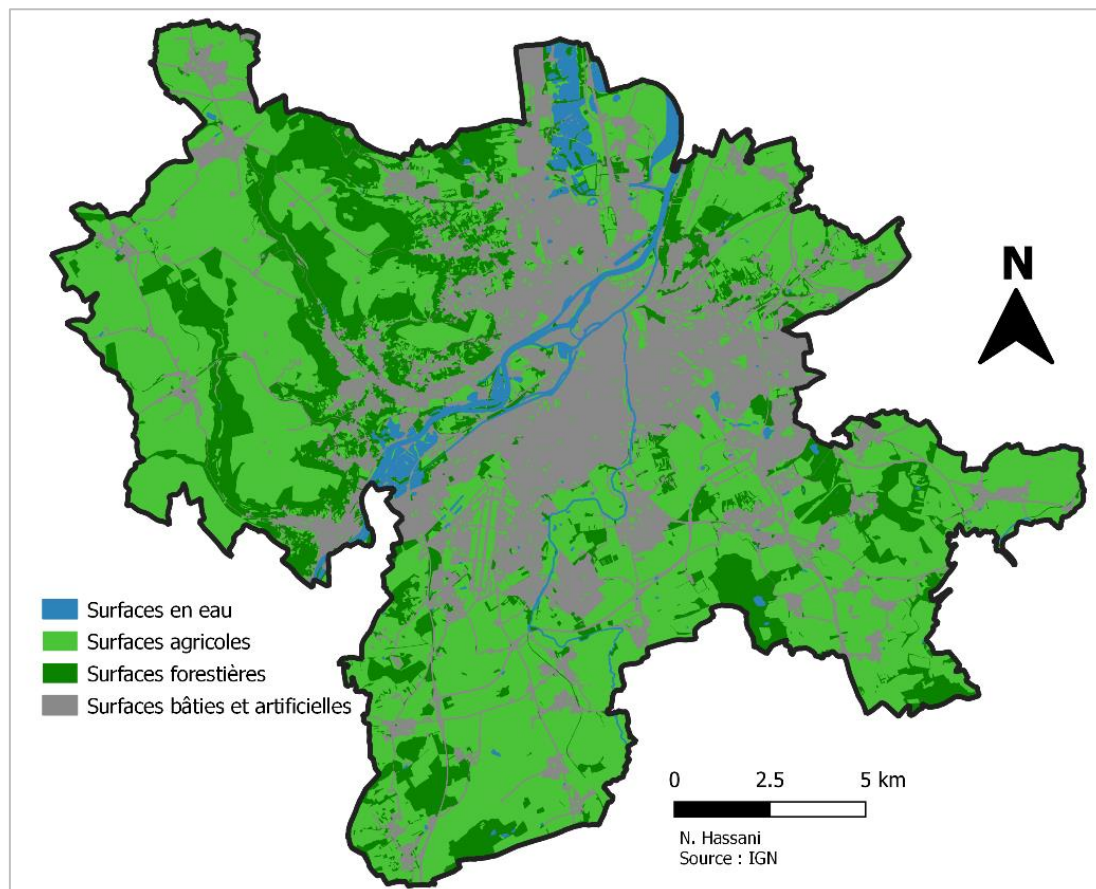 N
Surfaces en eau
Surfaces agricoles
Surfaces forestières
Surfaces bâties et artificielles
0 2.5 5 km
N. Hassani
Source : IGN